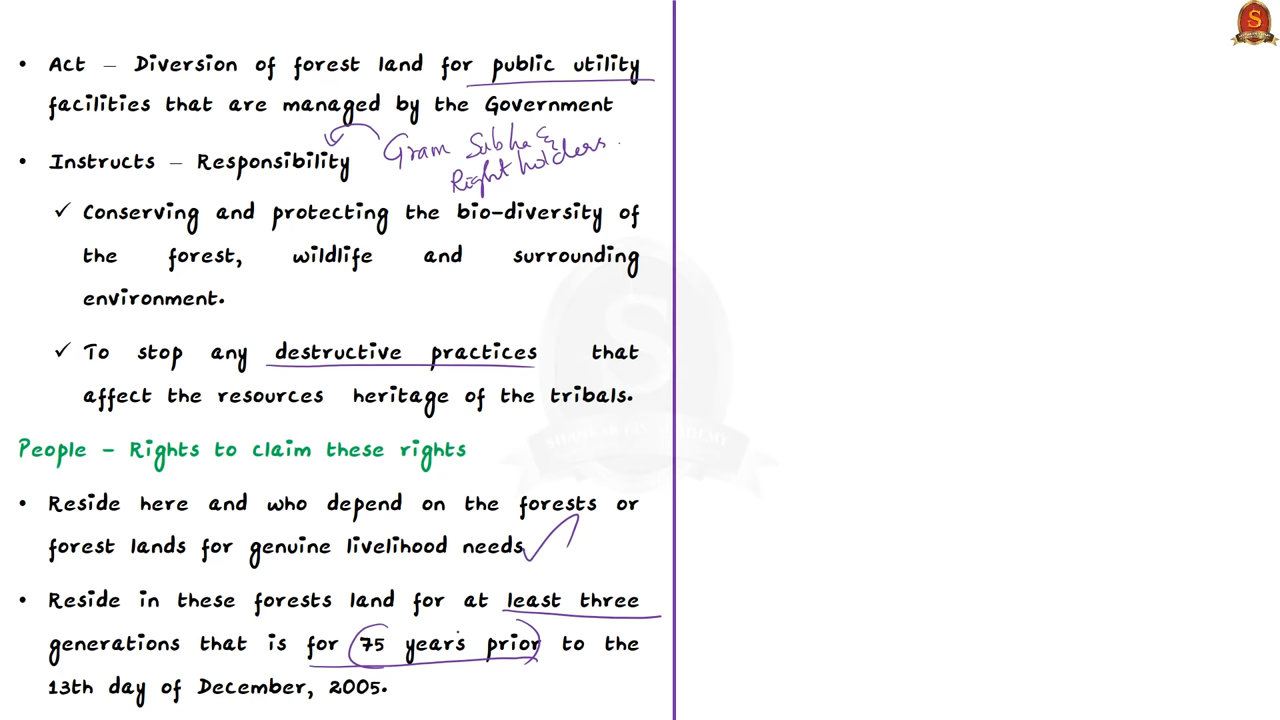 • Act – Diversion of forest land for public utility
facilities that are managed by the Government
• Instructs – Responsibility
Gram Sabha &
Right holders.
✓ Conserving and protecting the bio-diversity of
the forest, wildlife and surrounding
environment.
✓ To stop any destructive practices that
affect the resources heritage of the tribals.
People – Rights to claim these rights
• Reside here and who depend on the forests or
forest lands for genuine livelihood needs
• Reside in these forests land for at least three
generations that is for 75 years prior to the
13th day of December, 2005.
SHANKAR IAS ACADEMY